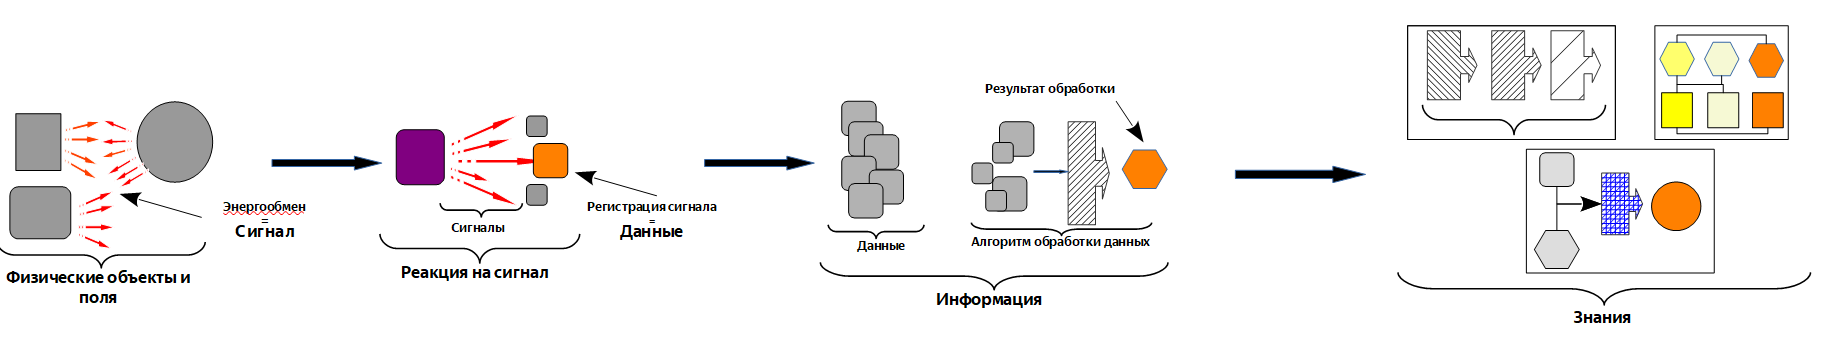 Энергообмен
=
Сигнал
Физические объекты и
поля
Сигналы
Реакция на сигнал
Регистрация сигнала
=
Данные
Данные
Результат обработки
Алгоритм обработки данных
Информация
Знания